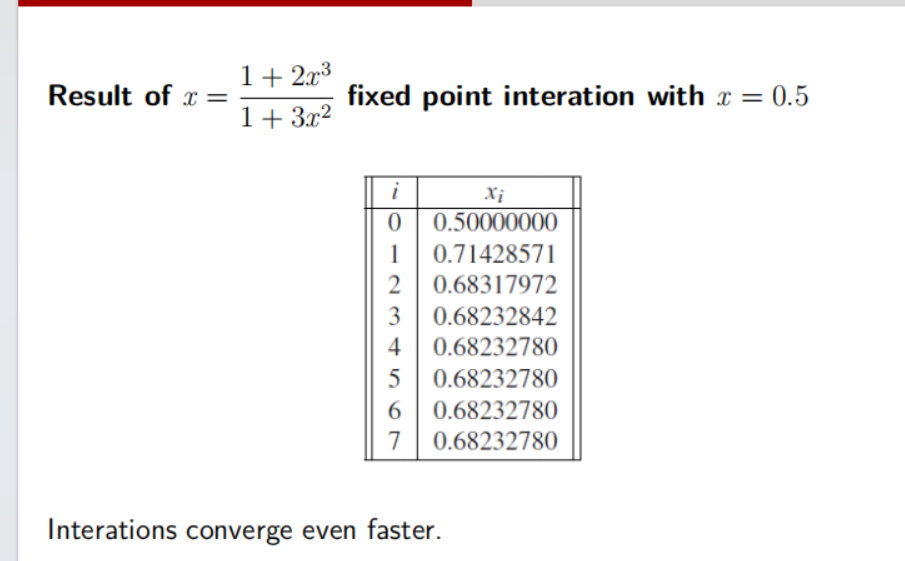 Result of x = \frac{1 + 2x^3}{1 + 3x^2} fixed point interation with x = 0.5
i x_i
0 0.50000000
1 0.71428571
2 0.68317972
3 0.68232842
4 0.68232780
5 0.68232780
6 0.68232780
7 0.68232780
Interations converge even faster.